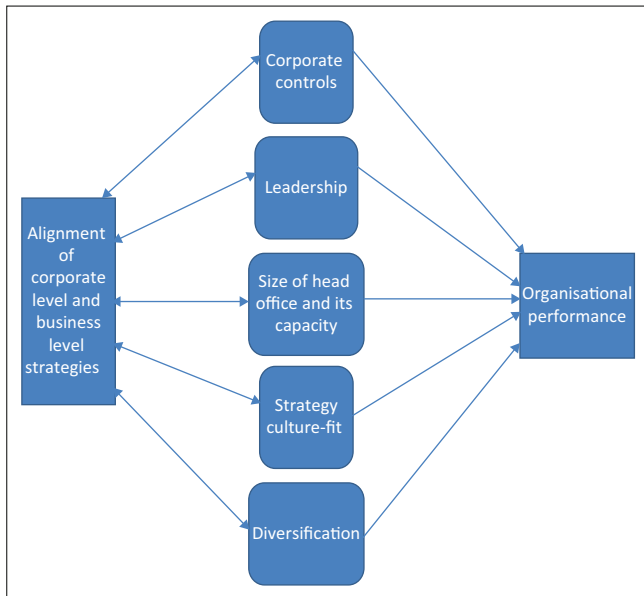 Corporate
controls
Leadership
Alignment
of
corporate
level and
business
level
strategies
Size of head
office and its
capacity
Organisational
performance
Strategy
culture-fit
Diversification